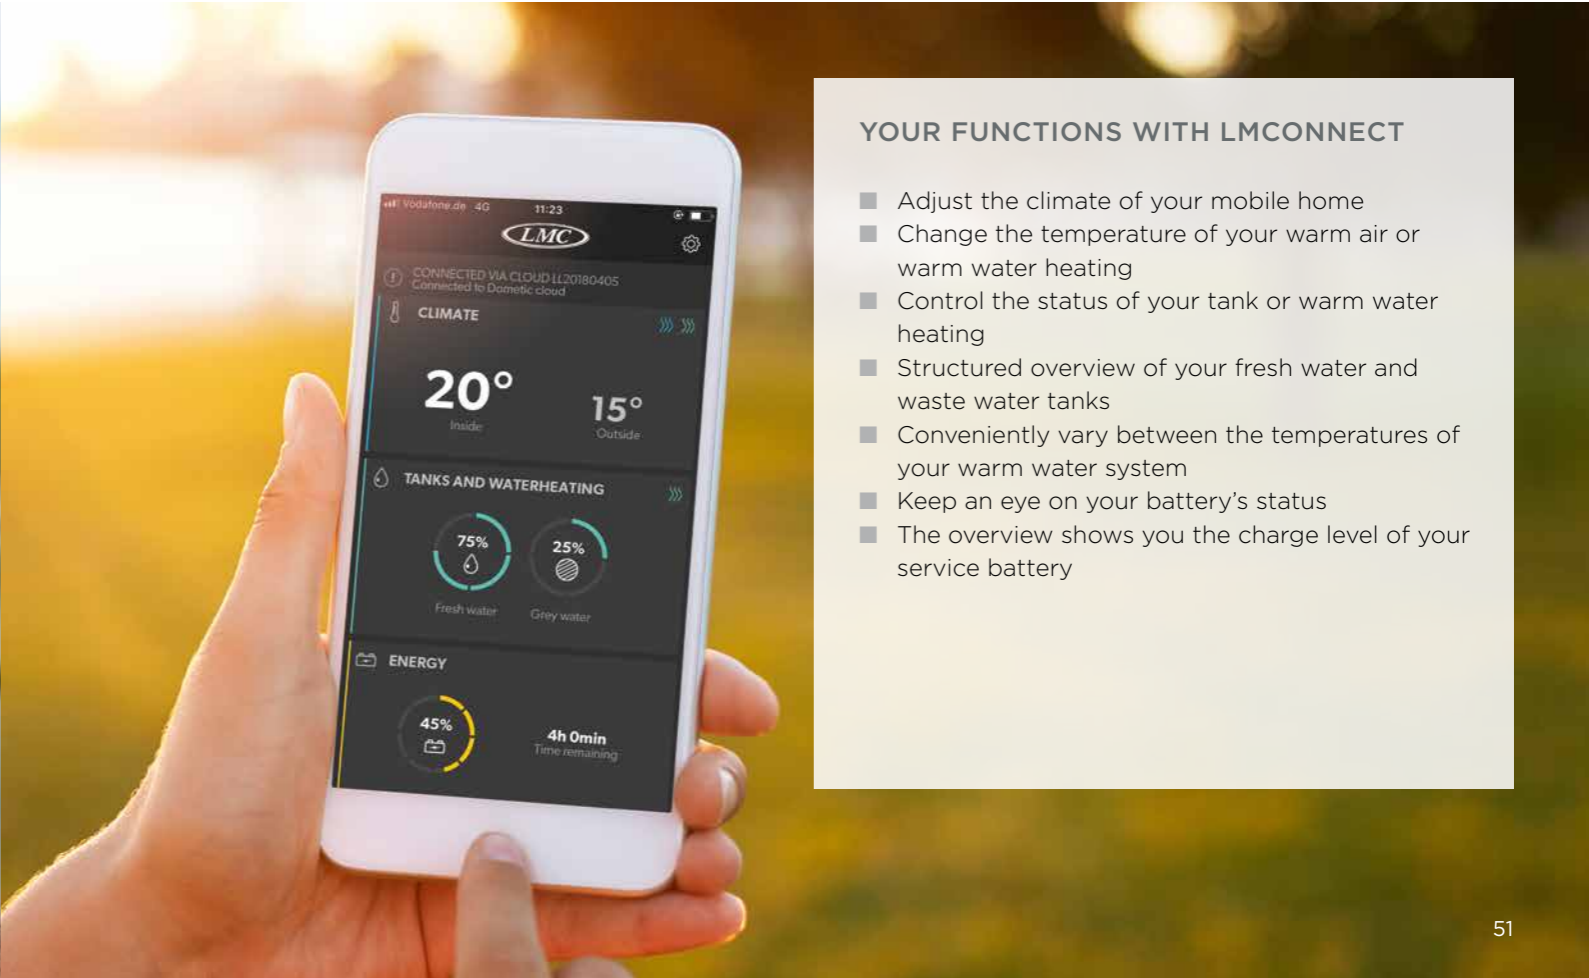 Vodafone.de 4G 11:23
LMC
CONNECTED VIA CLOUD LL20180405
Connected to Dometic cloud
CLIMATE
20° 15°
Inside Outside
TANKS AND WATERHEATING
75% 25%
Fresh water Grey water
ENERGY
45%
4h 0min
Time remaining
YOUR FUNCTIONS WITH LMCONNECT
■ Adjust the climate of your mobile home
■ Change the temperature of your warm air or
warm water heating
■ Control the status of your tank or warm water
heating
■ Structured overview of your fresh water and
waste water tanks
■ Conveniently vary between the temperatures of
your warm water system
■ Keep an eye on your battery’s status
■ The overview shows you the charge level of your
service battery
51